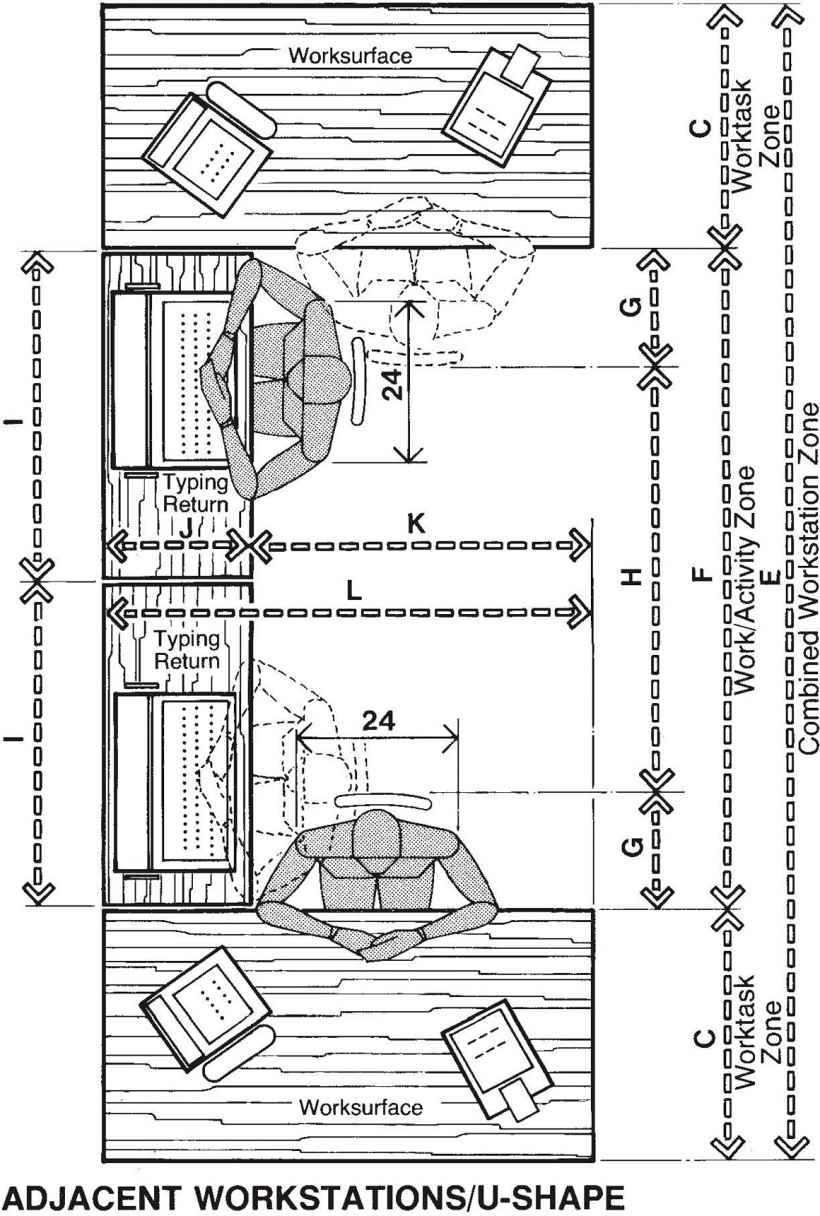 Worksurface
C
Worktask
Zone
G
24
I
Typing
Return
J
K
L
H
F
Work/Activity Zone
E
Combined Workstation Zone
Typing
Return
I
24
G
C
Worktask
Zone
Worksurface
ADJACENT WORKSTATIONS/U-SHAPE